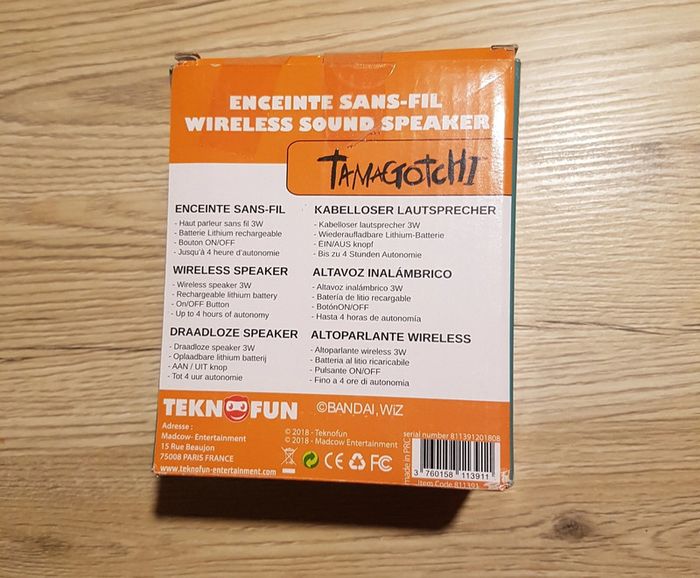 ENCEINTE SANS-FIL
WIRELESS SOUND SPEAKER
TAMAGOTCHI
ENCEINTE SANS-FIL
- Haut parleur sans fil 3W
- Batterie Lithium rechargeable
- Bouton ON/OFF
- Jusqu'à 4 heure d'autonomie
KABELLOSER LAUTSPRECHER
- Kabelloser lautsprecher 3W
- Wiederaufladbare Lithium-Batterie
- EIN/AUS knopf
- Bis zu 4 Stunden Autonomie
WIRELESS SPEAKER
- Wireless speaker 3W
- Rechargeable lithium battery
- On/OFF Button
- Up to 4 hours of autonomy
ALTAVOZ INALÁMBRICO
- Altavoz inalámbrico 3W
- Batería de litio recargable
- BotónON/OFF
- Hasta 4 horas de autonomía
DRAADLOZE SPEAKER
- Draadloze speaker 3W
- Oplaadbare lithium batterij
- AAN / UIT knop
- Tot 4 uur autonomie
ALTOPARLANTE WIRELESS
- Altoparlante wireless 3W
- Batteria al litio ricaricabile
- Pulsante ON/OFF
- Fino a 4 ore di autonomia
TEKNOFUN
©BANDAI, WiZ
Adresse :
Madcow- Entertainment
15 Rue Beaujon
75008 PARIS FRANCE
www.teknofun-entertainment.com
© 2018 - Teknofun
© 2018 - Madcow Entertainment
CE FC
made in PRC
serial number 811391201808
3 760158 113911
Item Code 811391